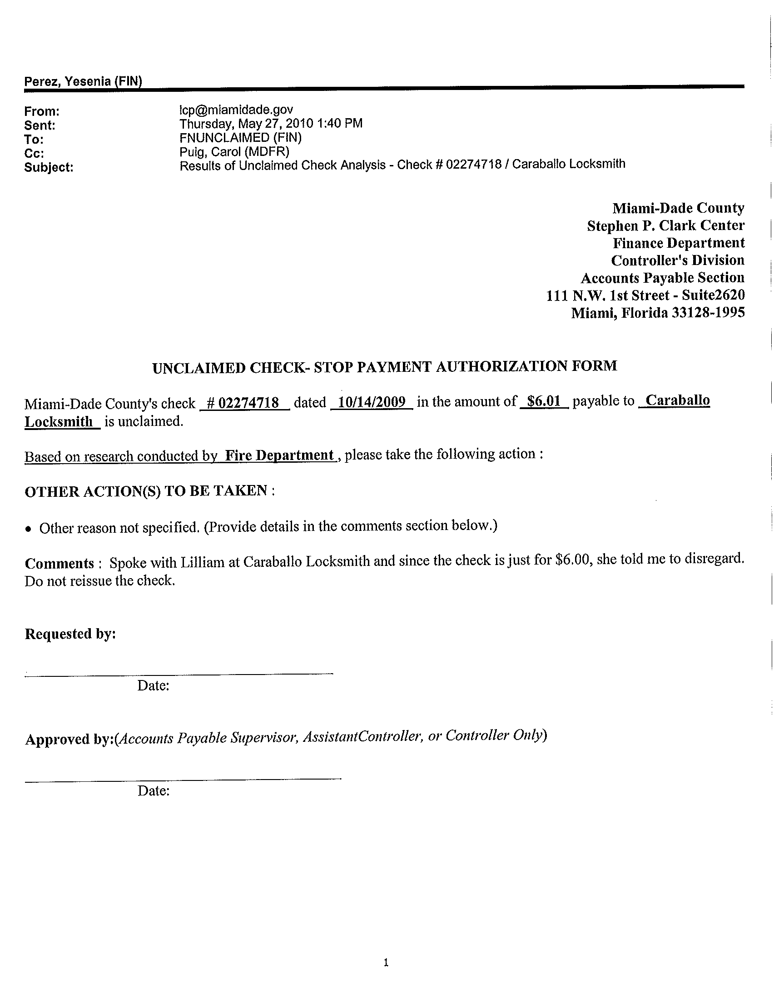 Perez, Yesenia (FIN)
From: lcp@miamidade.gov
Sent: Thursday, May 27, 2010 1:40 PM
To: FNUNCLAIMED (FIN)
Cc: Puig, Carol (MDFR)
Subject: Results of Unclaimed Check Analysis - Check # 02274718 / Caraballo Locksmith
Miami-Dade County
Stephen P. Clark Center
Finance Department
Controller's Division
Accounts Payable Section
111 N.W. 1st Street - Suite2620
Miami, Florida 33128-1995
UNCLAIMED CHECK- STOP PAYMENT AUTHORIZATION FORM
Miami-Dade County's check # 02274718 dated 10/14/2009 in the amount of $6.01 payable to Caraballo
Locksmith is unclaimed.
Based on research conducted by Fire Department , please take the following action :
OTHER ACTION(S) TO BE TAKEN :
• Other reason not specified. (Provide details in the comments section below.)
Comments : Spoke with Lilliam at Caraballo Locksmith and since the check is just for $6.00, she told me to disregard.
Do not reissue the check.
Requested by:
Date:
Approved by:(Accounts Payable Supervisor, AssistantController, or Controller Only)
Date:
1